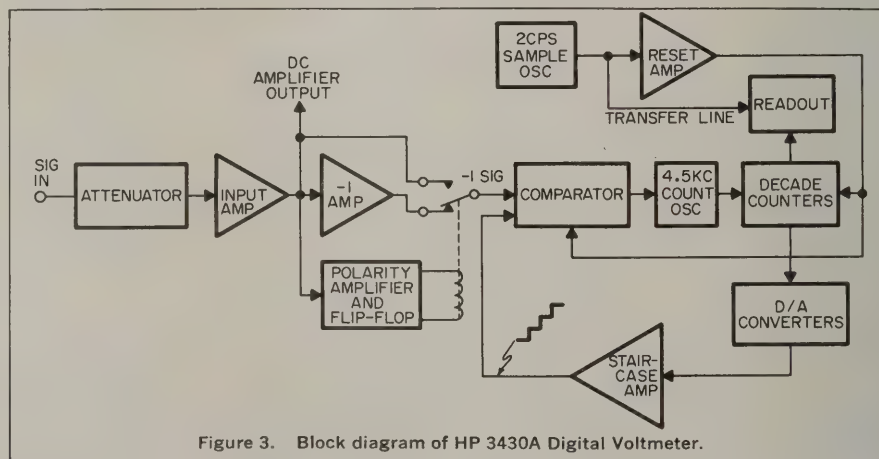 2CPS
SAMPLE
OSC
RESET
AMP
DC
AMPLIFIER
OUTPUT
TRANSFER LINE
READOUT
SIG
IN
ATTENUATOR
INPUT
AMP
-1
AMP
-1 SIG
COMPARATOR
4.5KC
COUNT
OSC
DECADE
COUNTERS
POLARITY
AMPLIFIER
AND
FLIP-FLOP
D/A
CONVERTERS
STAIR-
CASE
AMP
Figure 3. Block diagram of HP 3430A Digital Voltmeter.